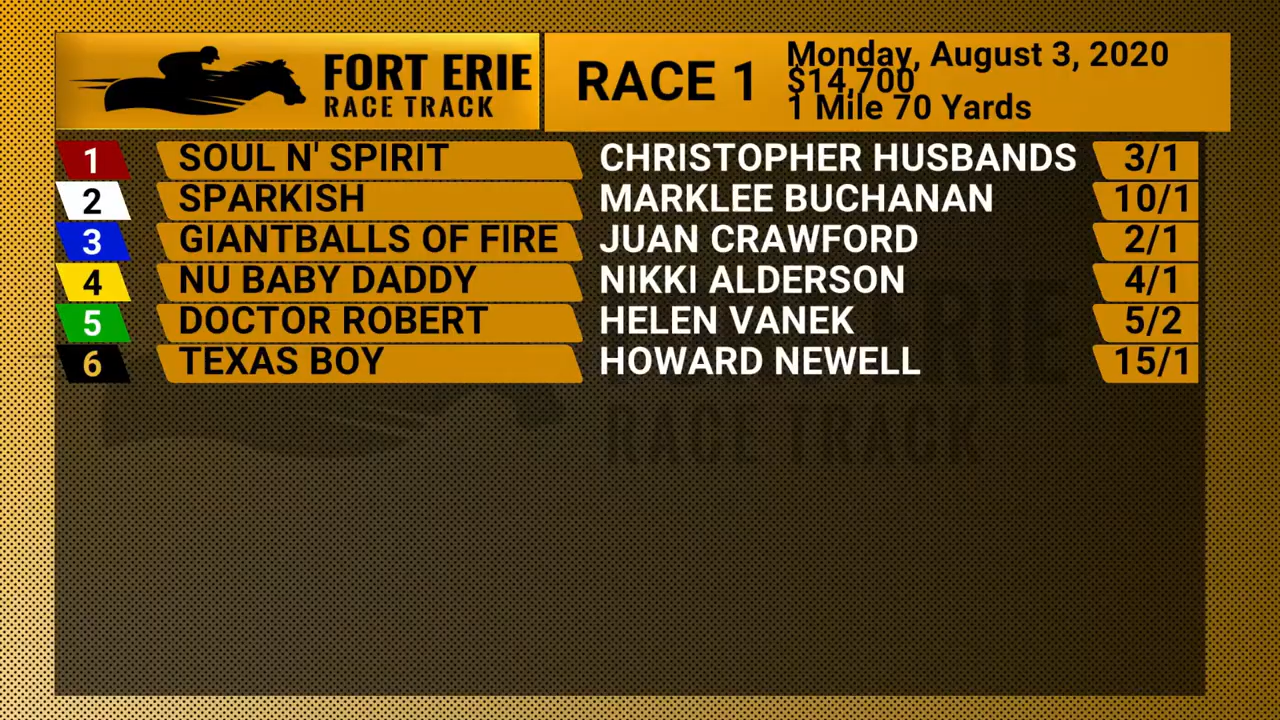 FORT ERIE
RACE TRACK
RACE 1
Monday, August 3, 2020
$14,700
1 Mile 70 Yards
1 SOUL N' SPIRIT CHRISTOPHER HUSBANDS 3/1
2 SPARKISH MARKLEE BUCHANAN 10/1
3 GIANTBALLS OF FIRE JUAN CRAWFORD 2/1
4 NU BABY DADDY NIKKI ALDERSON 4/1
5 DOCTOR ROBERT HELEN VANEK 5/2
6 TEXAS BOY HOWARD NEWELL 15/1
RACE TRACK